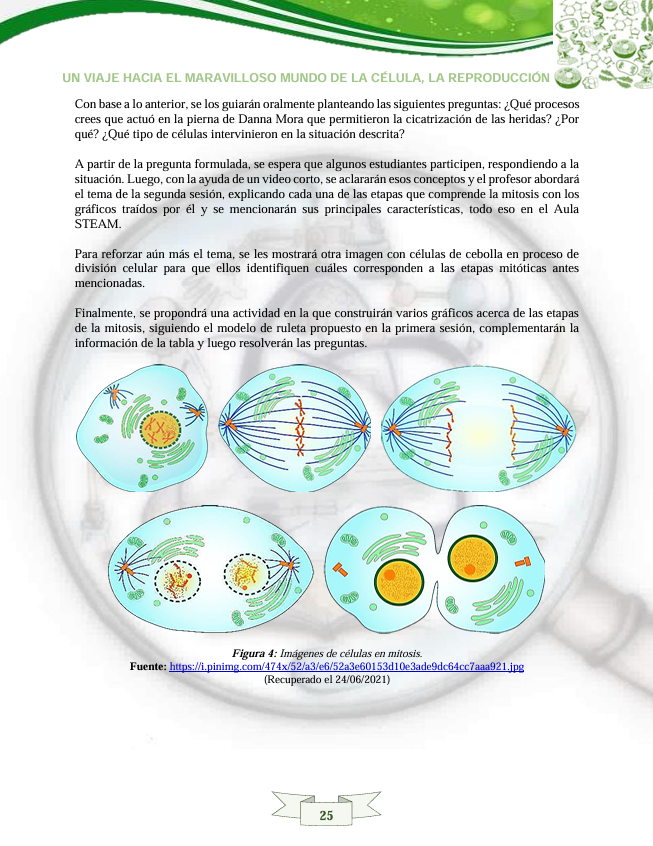 UN VIAJE HACIA EL MARAVILLOSO MUNDO DE LA CÉLULA, LA REPRODUCCIÓN
Con base a lo anterior, se los guiarán oralmente planteando las siguientes preguntas: ¿Qué procesos
crees que actuó en la pierna de Danna Mora que permitieron la cicatrización de las heridas? ¿Por
qué? ¿Qué tipo de células intervinieron en la situación descrita?
A partir de la pregunta formulada, se espera que algunos estudiantes participen, respondiendo a la
situación. Luego, con la ayuda de un video corto, se aclararán esos conceptos y el profesor abordará
el tema de la segunda sesión, explicando cada una de las etapas que comprende la mitosis con los
gráficos traídos por él y se mencionarán sus principales características, todo eso en el Aula
STEAM.
Para reforzar aún más el tema, se les mostrará otra imagen con células de cebolla en proceso de
división celular para que ellos identifiquen cuáles corresponden a las etapas mitóticas antes
mencionadas.
Finalmente, se propondrá una actividad en la que construirán varios gráficos acerca de las etapas
de la mitosis, siguiendo el modelo de ruleta propuesto en la primera sesión, complementarán la
información de la tabla y luego resolverán las preguntas.
Figura 4: Imágenes de células en mitosis.
Fuente: https://i.pinimg.com/474x/52/a3/e6/52a3e60153d10e3ade9dc64cc7aaa921.jpg
(Recuperado el 24/06/2021)
25